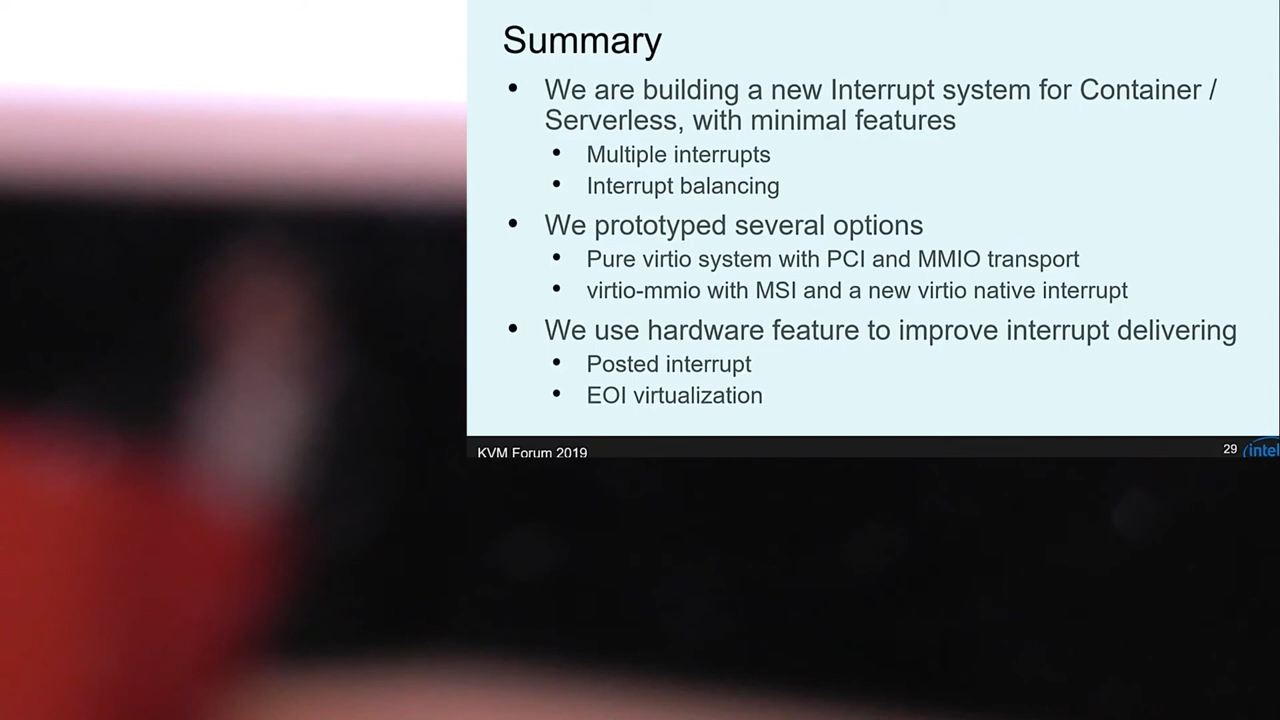 Summary
• We are building a new Interrupt system for Container /
Serverless, with minimal features
• Multiple interrupts
• Interrupt balancing
• We prototyped several options
• Pure virtio system with PCI and MMIO transport
• virtio-mmio with MSI and a new virtio native interrupt
• We use hardware feature to improve interrupt delivering
• Posted interrupt
• EOI virtualization
KVM Forum 2019
29
intel